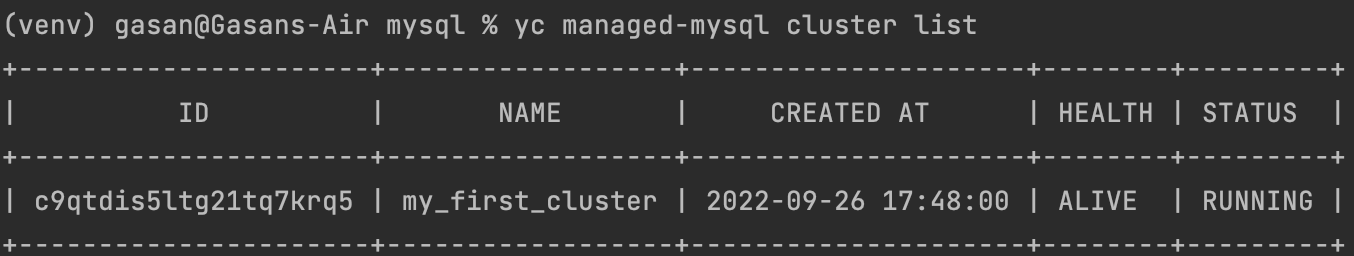 (venv) gasan@Gasans-Air mysql % yc managed-mysql cluster list
+----------------------+------------------+---------------------+--------+---------+
|          ID          |       NAME       |     CREATED AT      | HEALTH | STATUS  |
+----------------------+------------------+---------------------+--------+---------+
| c9qtdis5ltg21tq7krq5 | my_first_cluster | 2022-09-26 17:48:00 | ALIVE  | RUNNING |
+----------------------+------------------+---------------------+--------+---------+